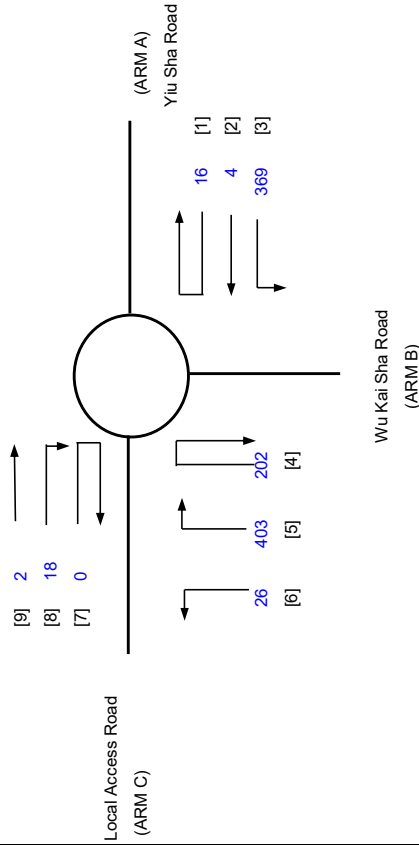 (ARM A)
Yiu Sha Road
16 [1]
4 [2]
369 [3]
[9] 2
[8] 18
[7] 0
202
[4]
403
[5]
26
[6]
Local Access Road
(ARM C)
Wu Kai Sha Road
(ARM B)